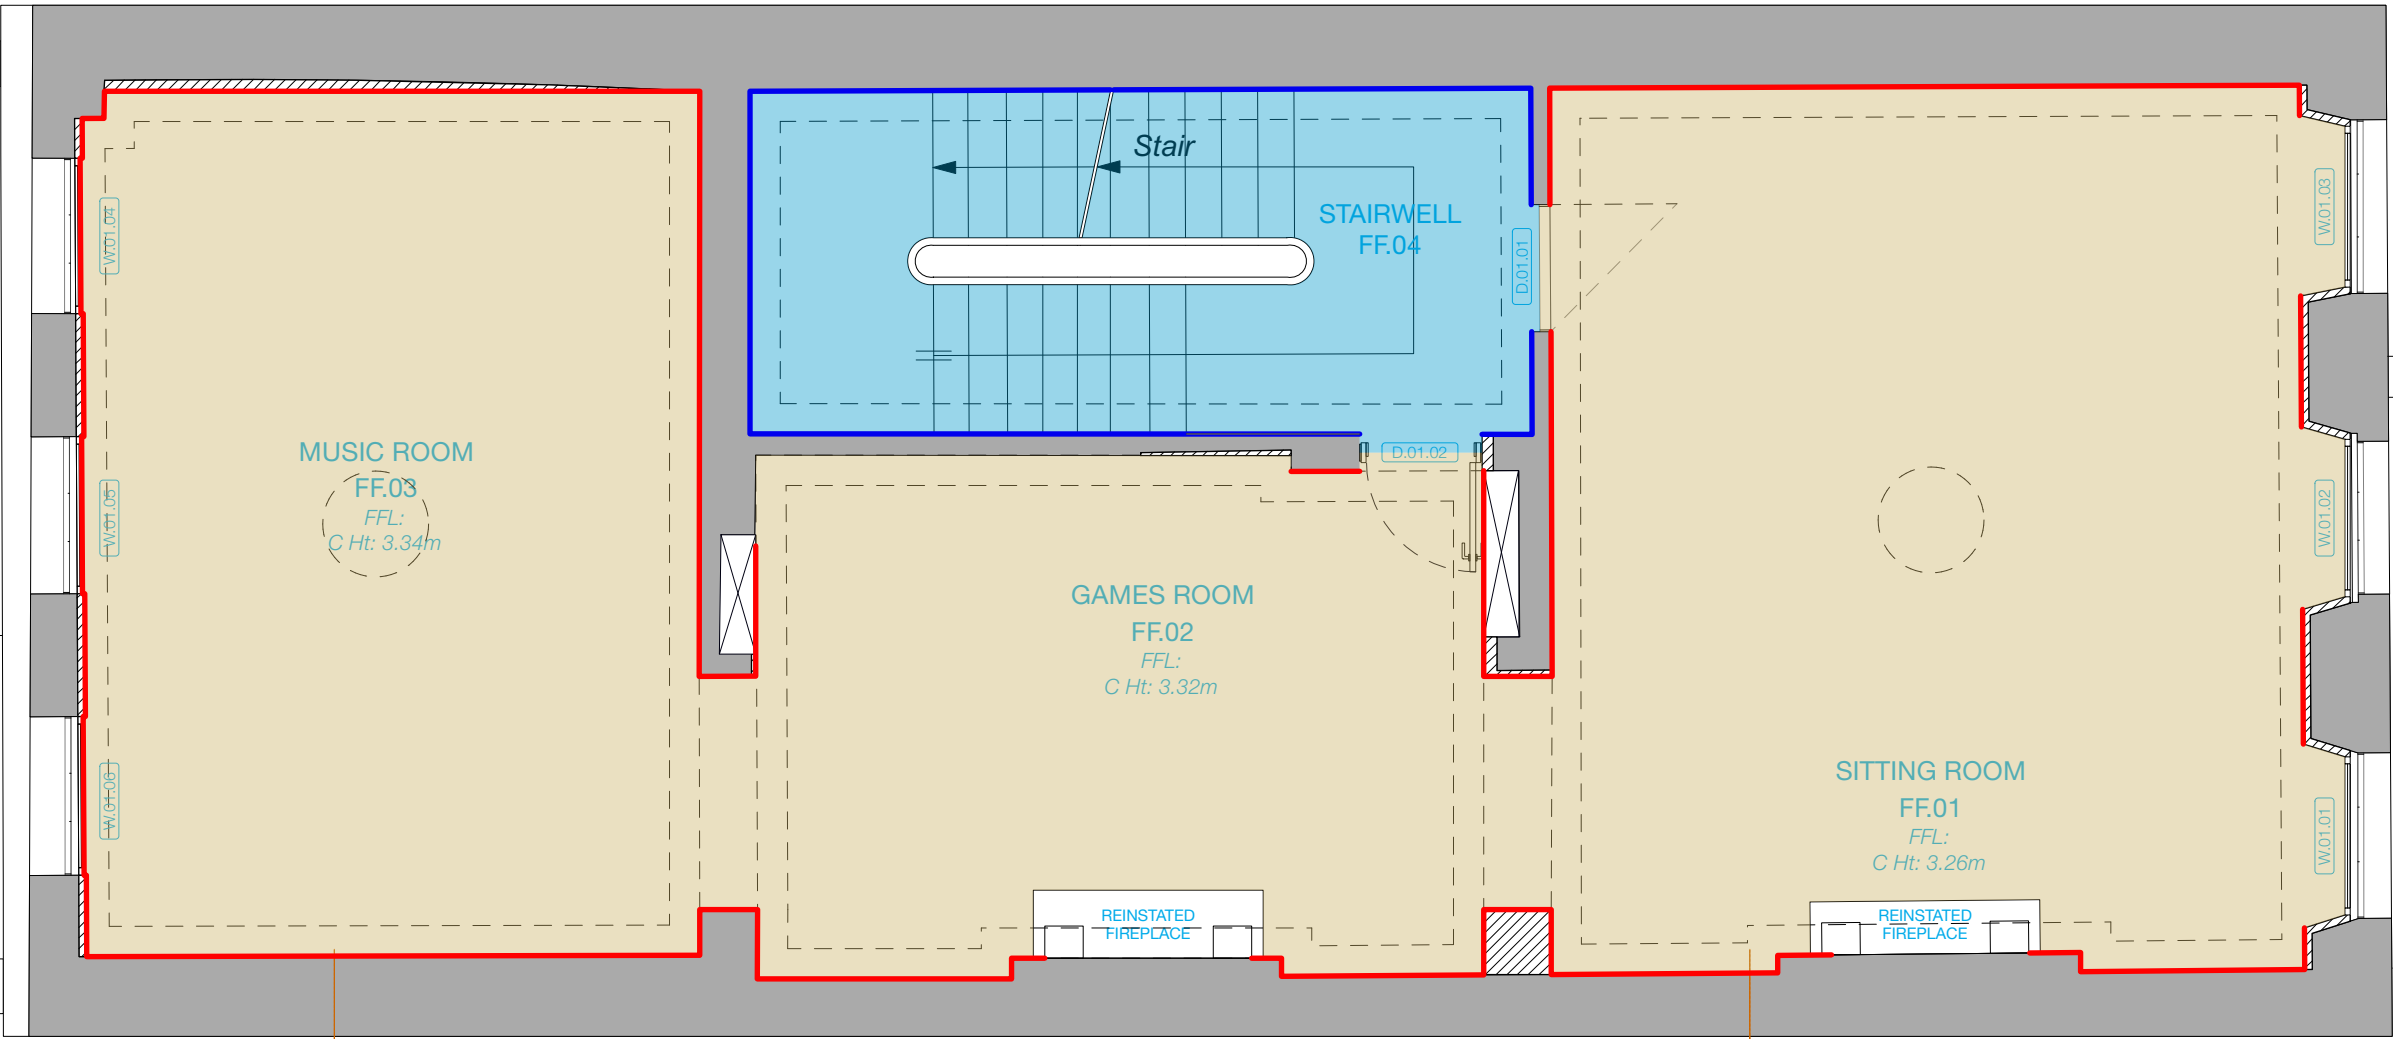 Stair
STAIRWELL
FF.04
D.01.01
D.01.02
W.01.04
W.01.05
W.01.06
MUSIC ROOM
FF.03
FFL:
C Ht: 3.34m
GAMES ROOM
FF.02
FFL:
C Ht: 3.32m
REINSTATED
FIREPLACE
W.01.03
W.01.02
W.01.01
SITTING ROOM
FF.01
FFL:
C Ht: 3.26m
REINSTATED
FIREPLACE